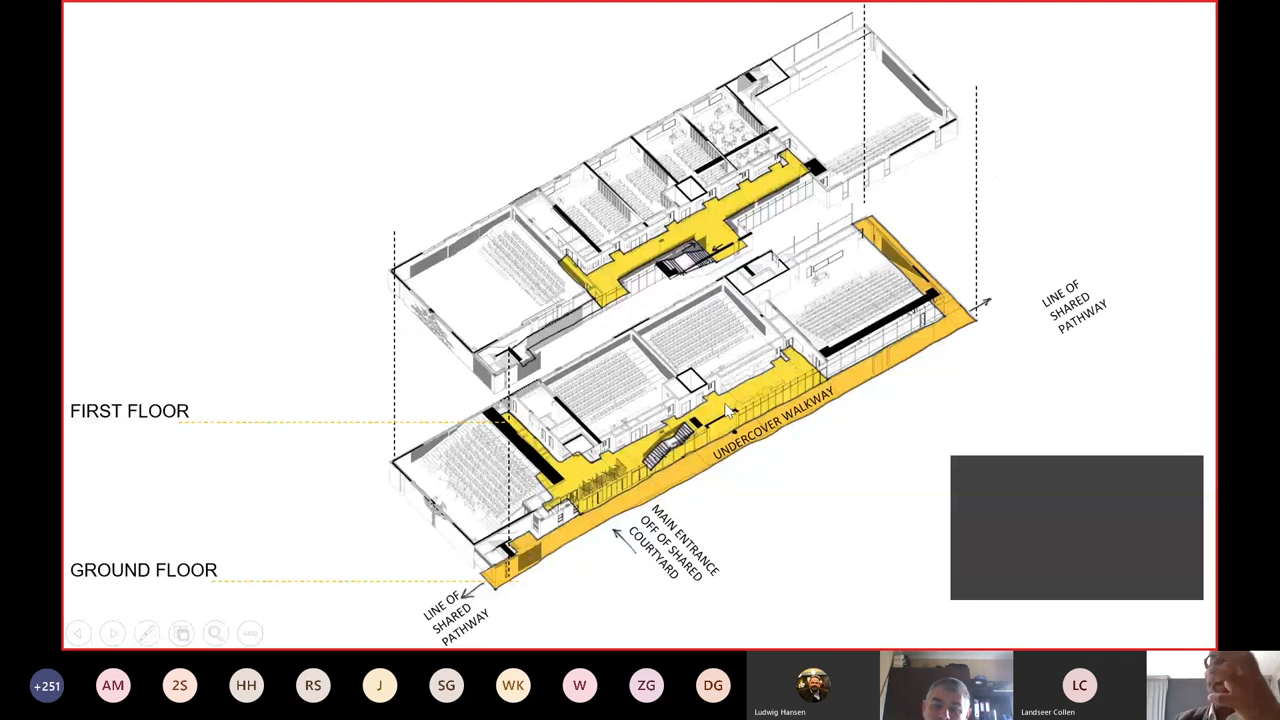 LINE OF
SHARED
PATHWAY
FIRST FLOOR
UNDERCOVER WALKWAY
MAIN ENTRANCE
OFF OF SHARED
COURTYARD
GROUND FLOOR
LINE OF
SHARED
PATHWAY
+251
AM
2S
HH
RS
J
SG
WK
W
ZG
DG
Ludwig Hansen
LC
Landseer Collen